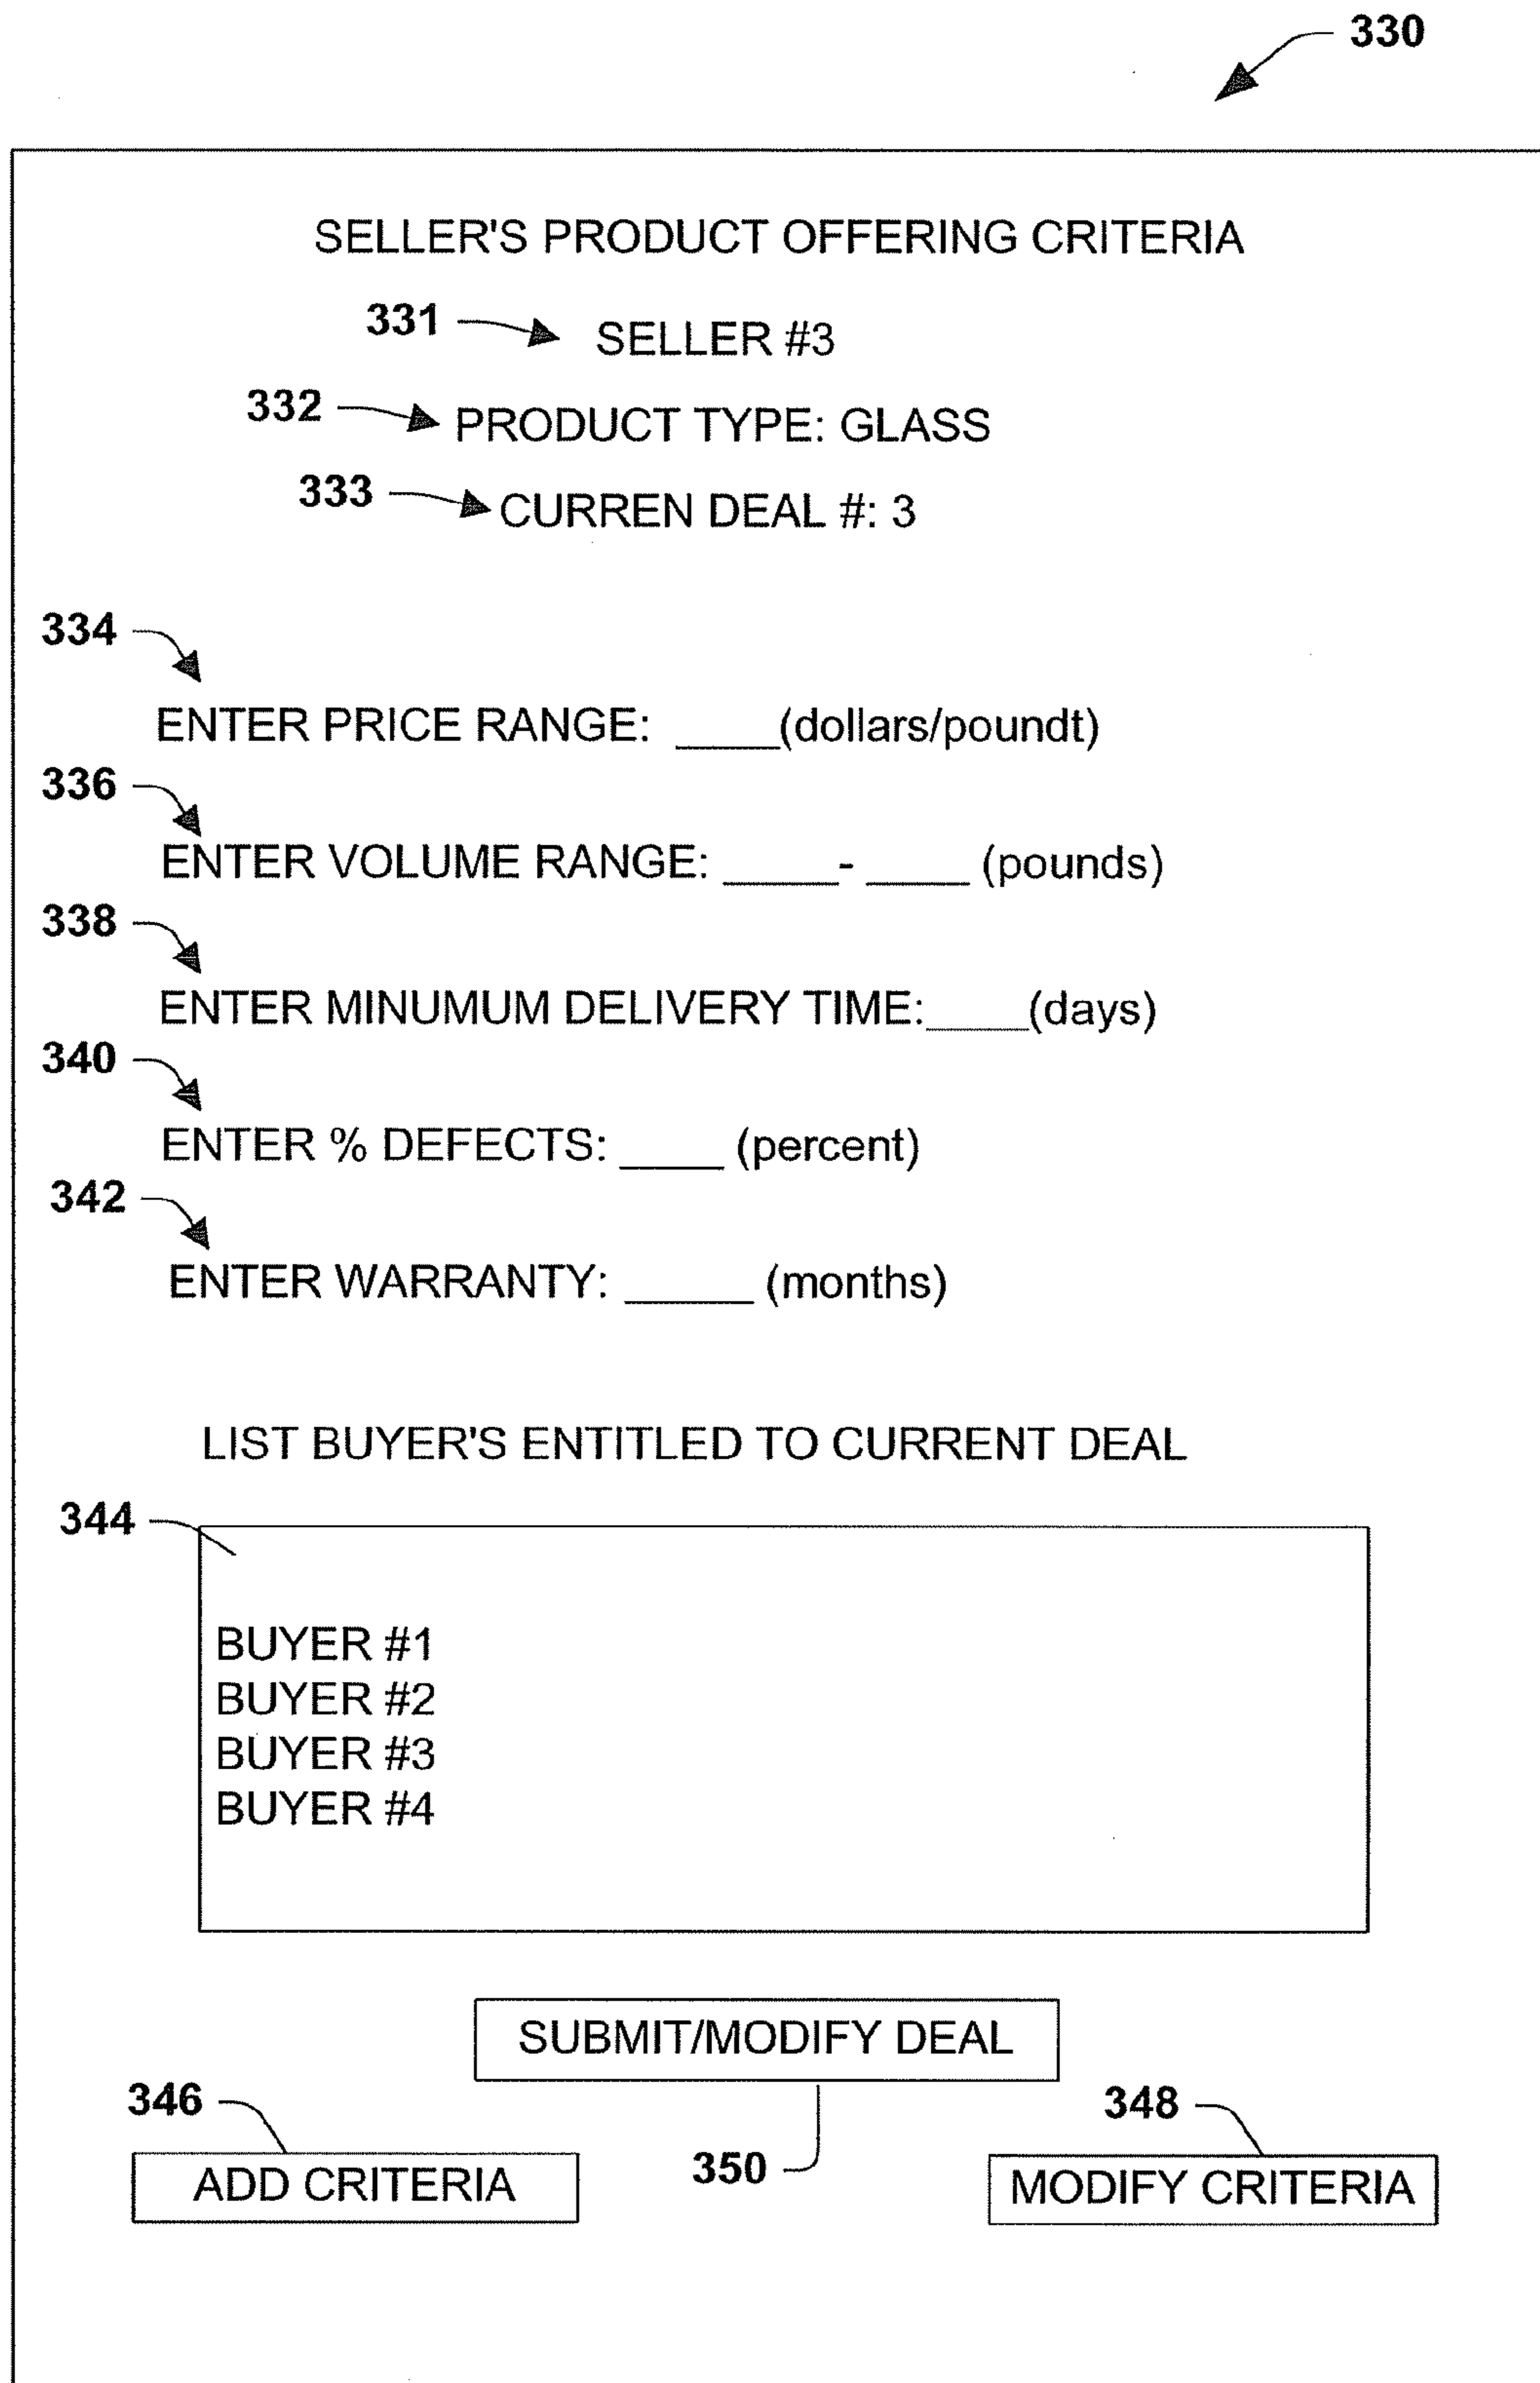 330
SELLER'S PRODUCT OFFERING CRITERIA
331 SELLER #3
332 PRODUCT TYPE: GLASS
333 CURREN DEAL #: 3
334
ENTER PRICE RANGE: ____(dollars/poundt)
336
ENTER VOLUME RANGE: ____- ____ (pounds)
338
ENTER MINUMUM DELIVERY TIME:____(days)
340
ENTER % DEFECTS: ____ (percent)
342
ENTER WARRANTY: _____ (months)
LIST BUYER'S ENTITLED TO CURRENT DEAL
344
BUYER #1
BUYER #2
BUYER #3
BUYER #4
SUBMIT/MODIFY DEAL
346 348
350
ADD CRITERIA MODIFY CRITERIA